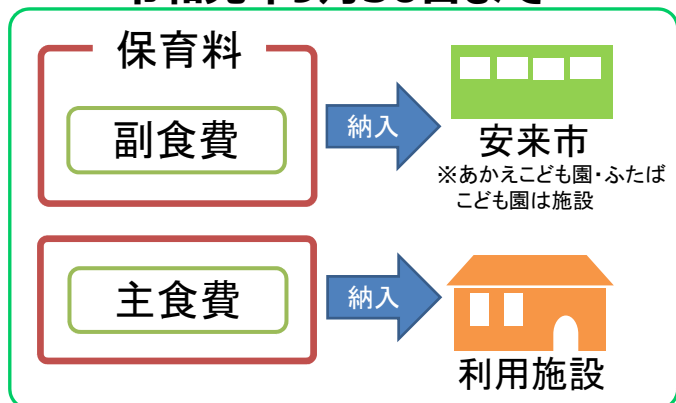 保育料
副食費
納入
安来市
※あかえこども園・ふたば
こども園は施設
主食費
納入
利用施設